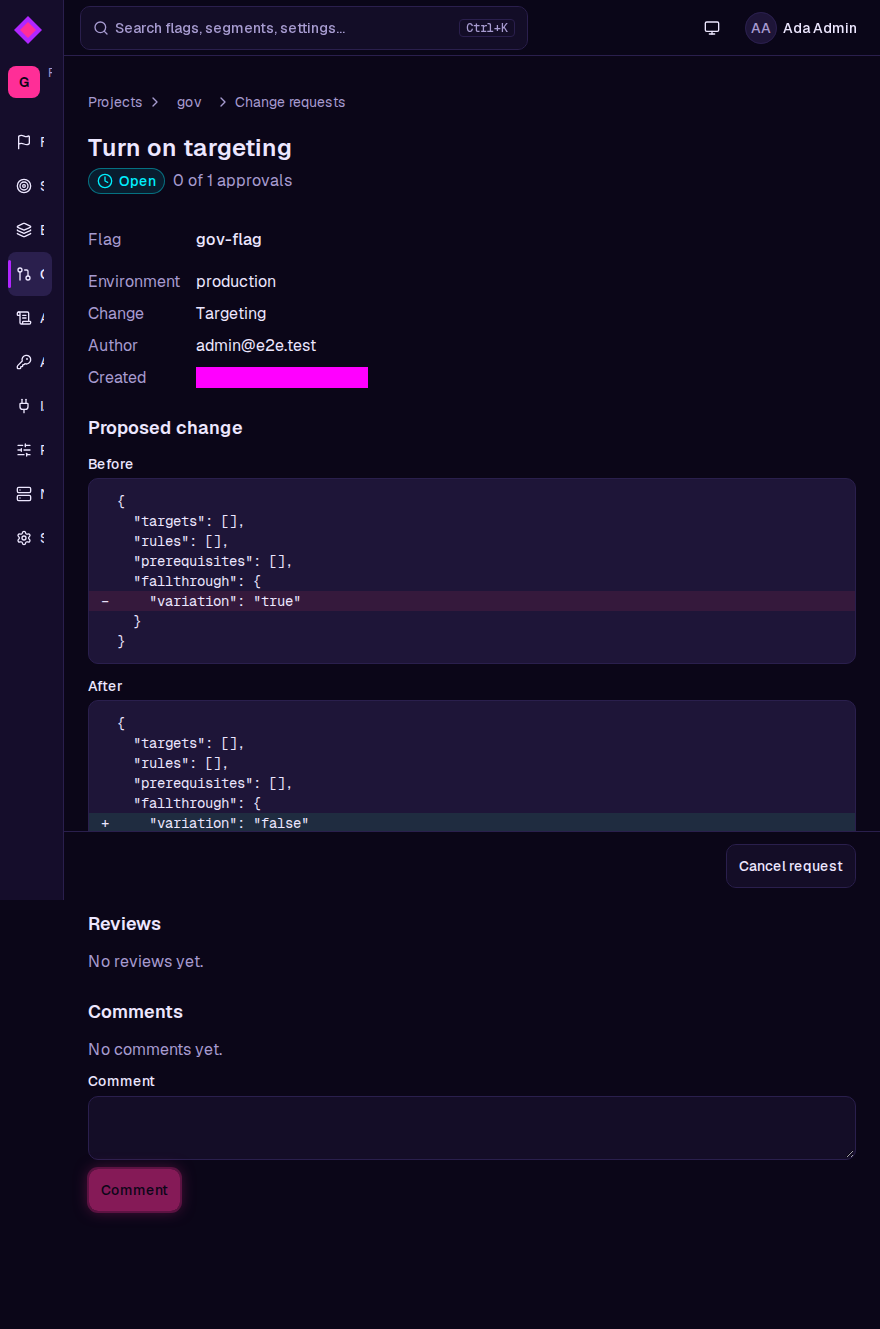 Search flags, segments, settings...
Ctrl+K
AA
Ada Admin
G
Projects
gov
Change requests
Turn on targeting
Open
0 of 1 approvals
Flag
gov-flag
Environment
production
Change
Targeting
Author
admin@e2e.test
Created
Proposed change
Before
{
"targets": [],
"rules": [],
"prerequisites": [],
"fallthrough": {
− "variation": "true"
}
}
After
{
"targets": [],
"rules": [],
"prerequisites": [],
"fallthrough": {
+ "variation": "false"
Cancel request
Reviews
No reviews yet.
Comments
No comments yet.
Comment
Comment